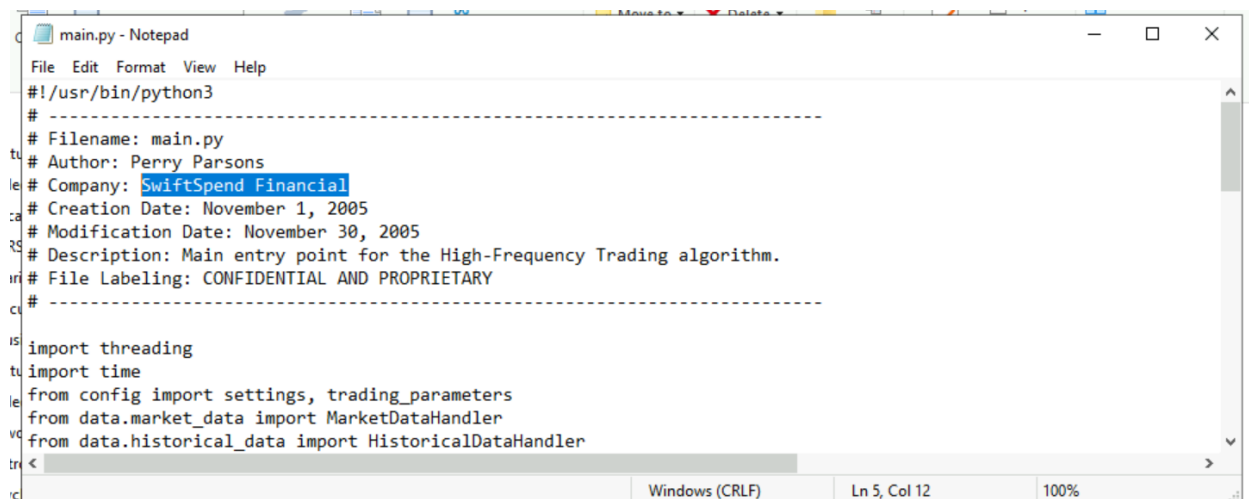 Move to Delete
main.py - Notepad
File Edit Format View Help
#!/usr/bin/python3
# ---------------------------------------------------------------------------
# Filename: main.py
# Author: Perry Parsons
# Company: SwiftSpend Financial
# Creation Date: November 1, 2005
# Modification Date: November 30, 2005
# Description: Main entry point for the High-Frequency Trading algorithm.
# File Labeling: CONFIDENTIAL AND PROPRIETARY
# ---------------------------------------------------------------------------
import threading
import time
from config import settings, trading_parameters
from data.market_data import MarketDataHandler
from data.historical_data import HistoricalDataHandler
Windows (CRLF) Ln 5, Col 12 100%